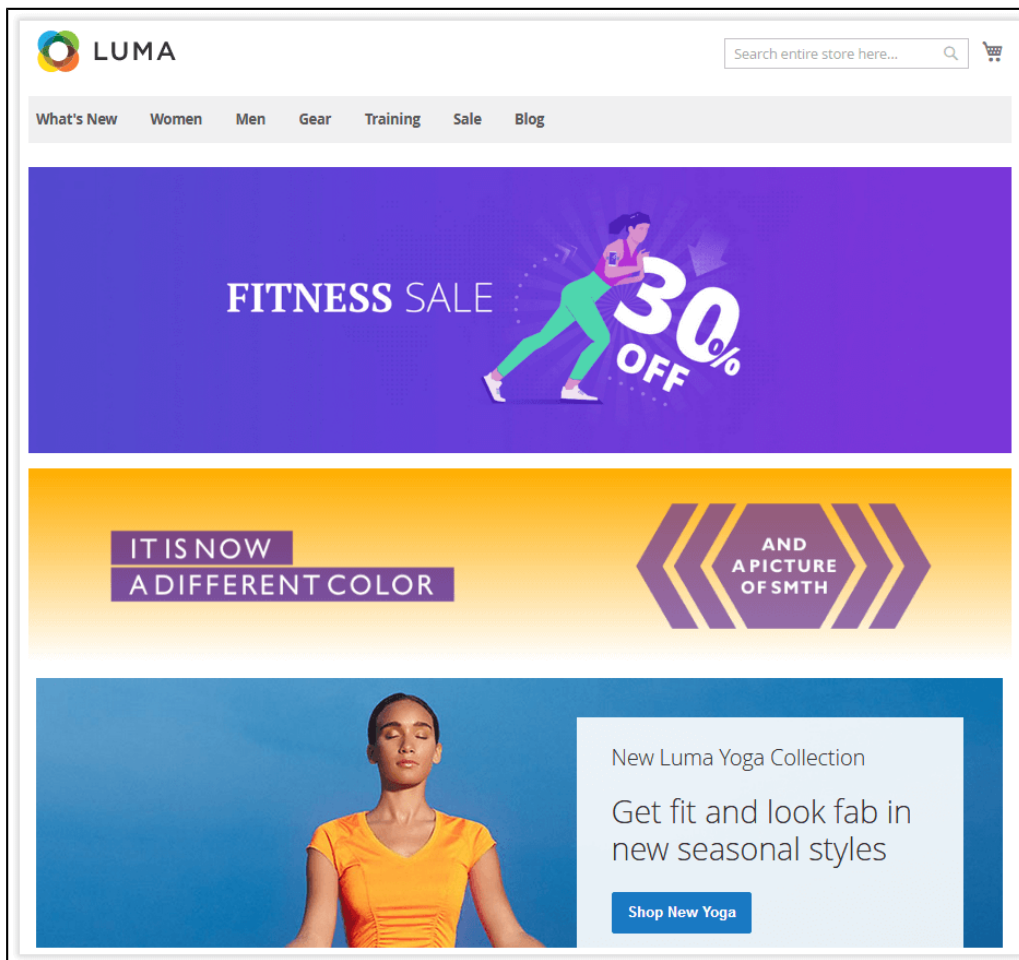 LUMA
Search entire store here...
What's New Women Men Gear Training Sale Blog
FITNESS SALE
30%
OFF
IT IS NOW
A DIFFERENT COLOR
AND
A PICTURE
OF SMTH
New Luma Yoga Collection
Get fit and look fab in
new seasonal styles
Shop New Yoga